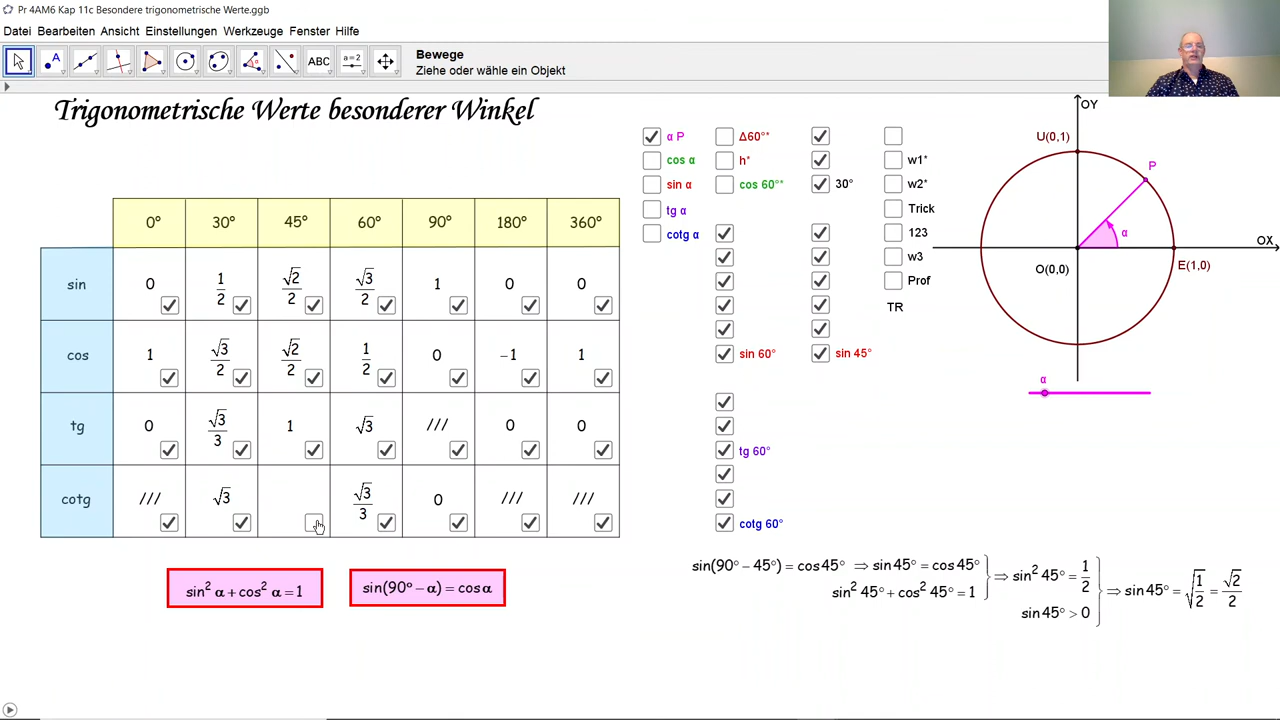 Pr 4AM6 Kap 11c Besondere trigonometrische Werte.ggb
Datei Bearbeiten Ansicht Einstellungen Werkzeuge Fenster Hilfe
A ABC a=2
Bewege
Ziehe oder wähle ein Objekt
Trigonometrische Werte besonderer Winkel
0° 30° 45° 60° 90° 180° 360°
sin 0 1/2 √2/2 √3/2 1 0 0
cos 1 √3/2 √2/2 1/2 0 −1 1
tg 0 √3/3 1 √3 /// 0 0
cotg /// √3 √3/3 0 /// ///
sin² α + cos² α = 1
sin(90° − α) = cos α
α P Δ60°*
cos α h* w1*
sin α cos 60°* 30° w2*
tg α Trick
cotg α 123
w3
Prof
TR
sin 60° sin 45°
tg 60°
cotg 60°
OY
U(0,1)
P
α
OX
O(0,0) E(1,0)
α
sin(90° − 45°) = cos 45° ⇒ sin 45° = cos 45°
sin² 45° + cos² 45° = 1
⇒ sin² 45° = 1/2
sin 45° > 0
⇒ sin 45° = √(1/2) = √2/2